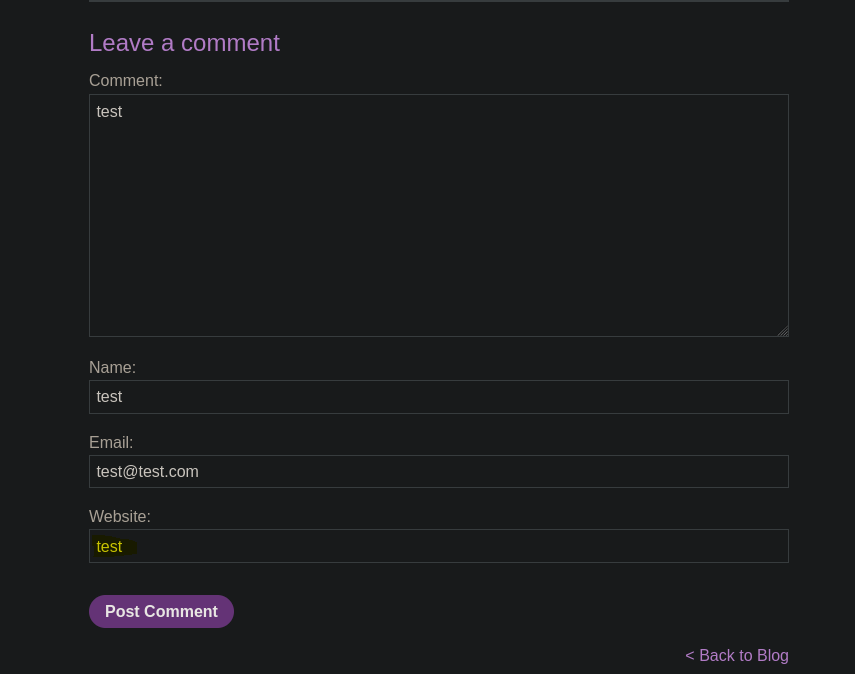 Leave a comment
Comment:
test
Name:
test
Email:
test@test.com
Website:
test
Post Comment
< Back to Blog